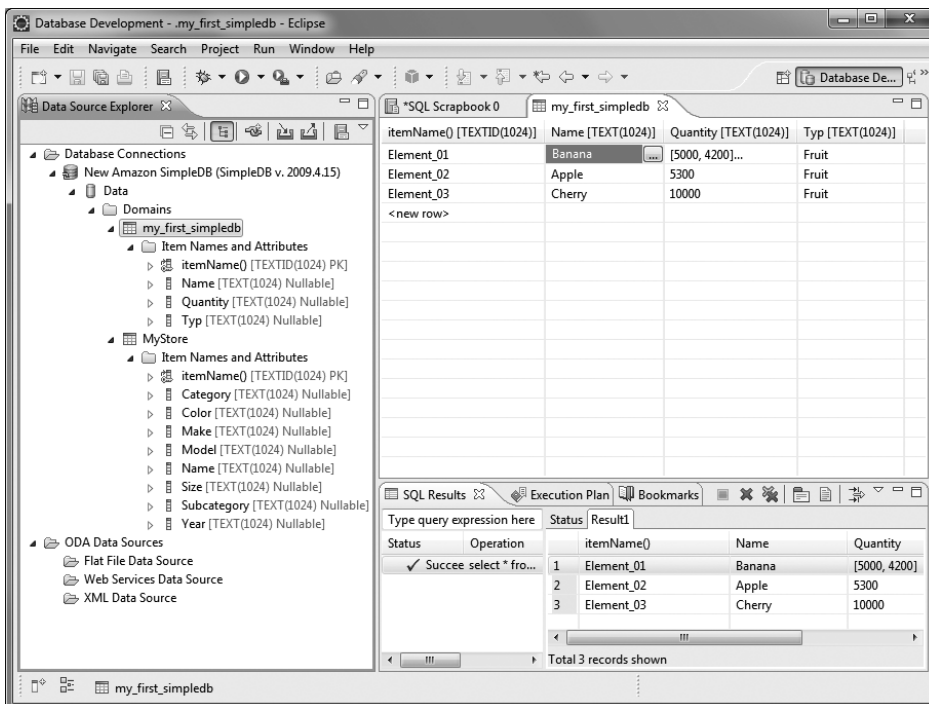 Database Development - .my_first_simpledb - Eclipse
File Edit Navigate Search Project Run Window Help
Database De...
Data Source Explorer
Database Connections
New Amazon SimpleDB (SimpleDB v. 2009.4.15)
Data
Domains
my_first_simpledb
Item Names and Attributes
itemName() [TEXTID(1024) PK]
Name [TEXT(1024) Nullable]
Quantity [TEXT(1024) Nullable]
Typ [TEXT(1024) Nullable]
MyStore
Item Names and Attributes
itemName() [TEXTID(1024) PK]
Category [TEXT(1024) Nullable]
Color [TEXT(1024) Nullable]
Make [TEXT(1024) Nullable]
Model [TEXT(1024) Nullable]
Name [TEXT(1024) Nullable]
Size [TEXT(1024) Nullable]
Subcategory [TEXT(1024) Nullable]
Year [TEXT(1024) Nullable]
ODA Data Sources
Flat File Data Source
Web Services Data Source
XML Data Source
*SQL Scrapbook 0 my_first_simpledb
itemName() [TEXTID(1024)] Name [TEXT(1024)] Quantity [TEXT(1024)] Typ [TEXT(1024)]
Element_01 Banana ... [5000, 4200]... Fruit
Element_02 Apple 5300 Fruit
Element_03 Cherry 10000 Fruit
<new row>
SQL Results Execution Plan Bookmarks
Type query expression here Status Result1
Status Operation itemName() Name Quantity
Succee select * fro... 1 Element_01 Banana [5000, 4200]
2 Element_02 Apple 5300
3 Element_03 Cherry 10000
Total 3 records shown
my_first_simpledb